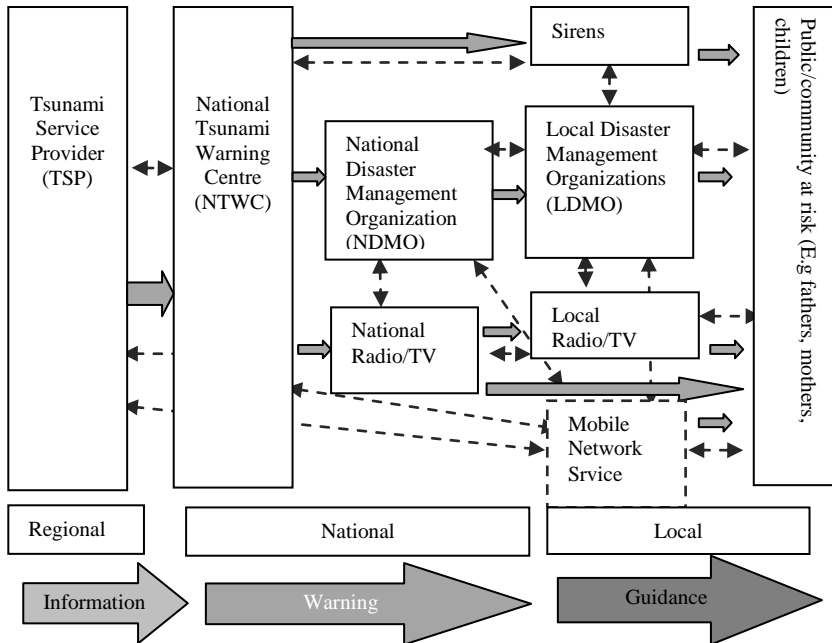 Tsunami
Service
Provider
(TSP)
National
Tsunami
Warning
Centre
(NTWC)
Sirens
National
Disaster
Management
Organization
(NDMO)
Local Disaster
Management
Organizations
(LDMO)
National
Radio/TV
Local
Radio/TV
Mobile
Network
Srvice
Public/community at risk (E.g fathers, mothers,
children)
Regional
National
Local
Information
Warning
Guidance